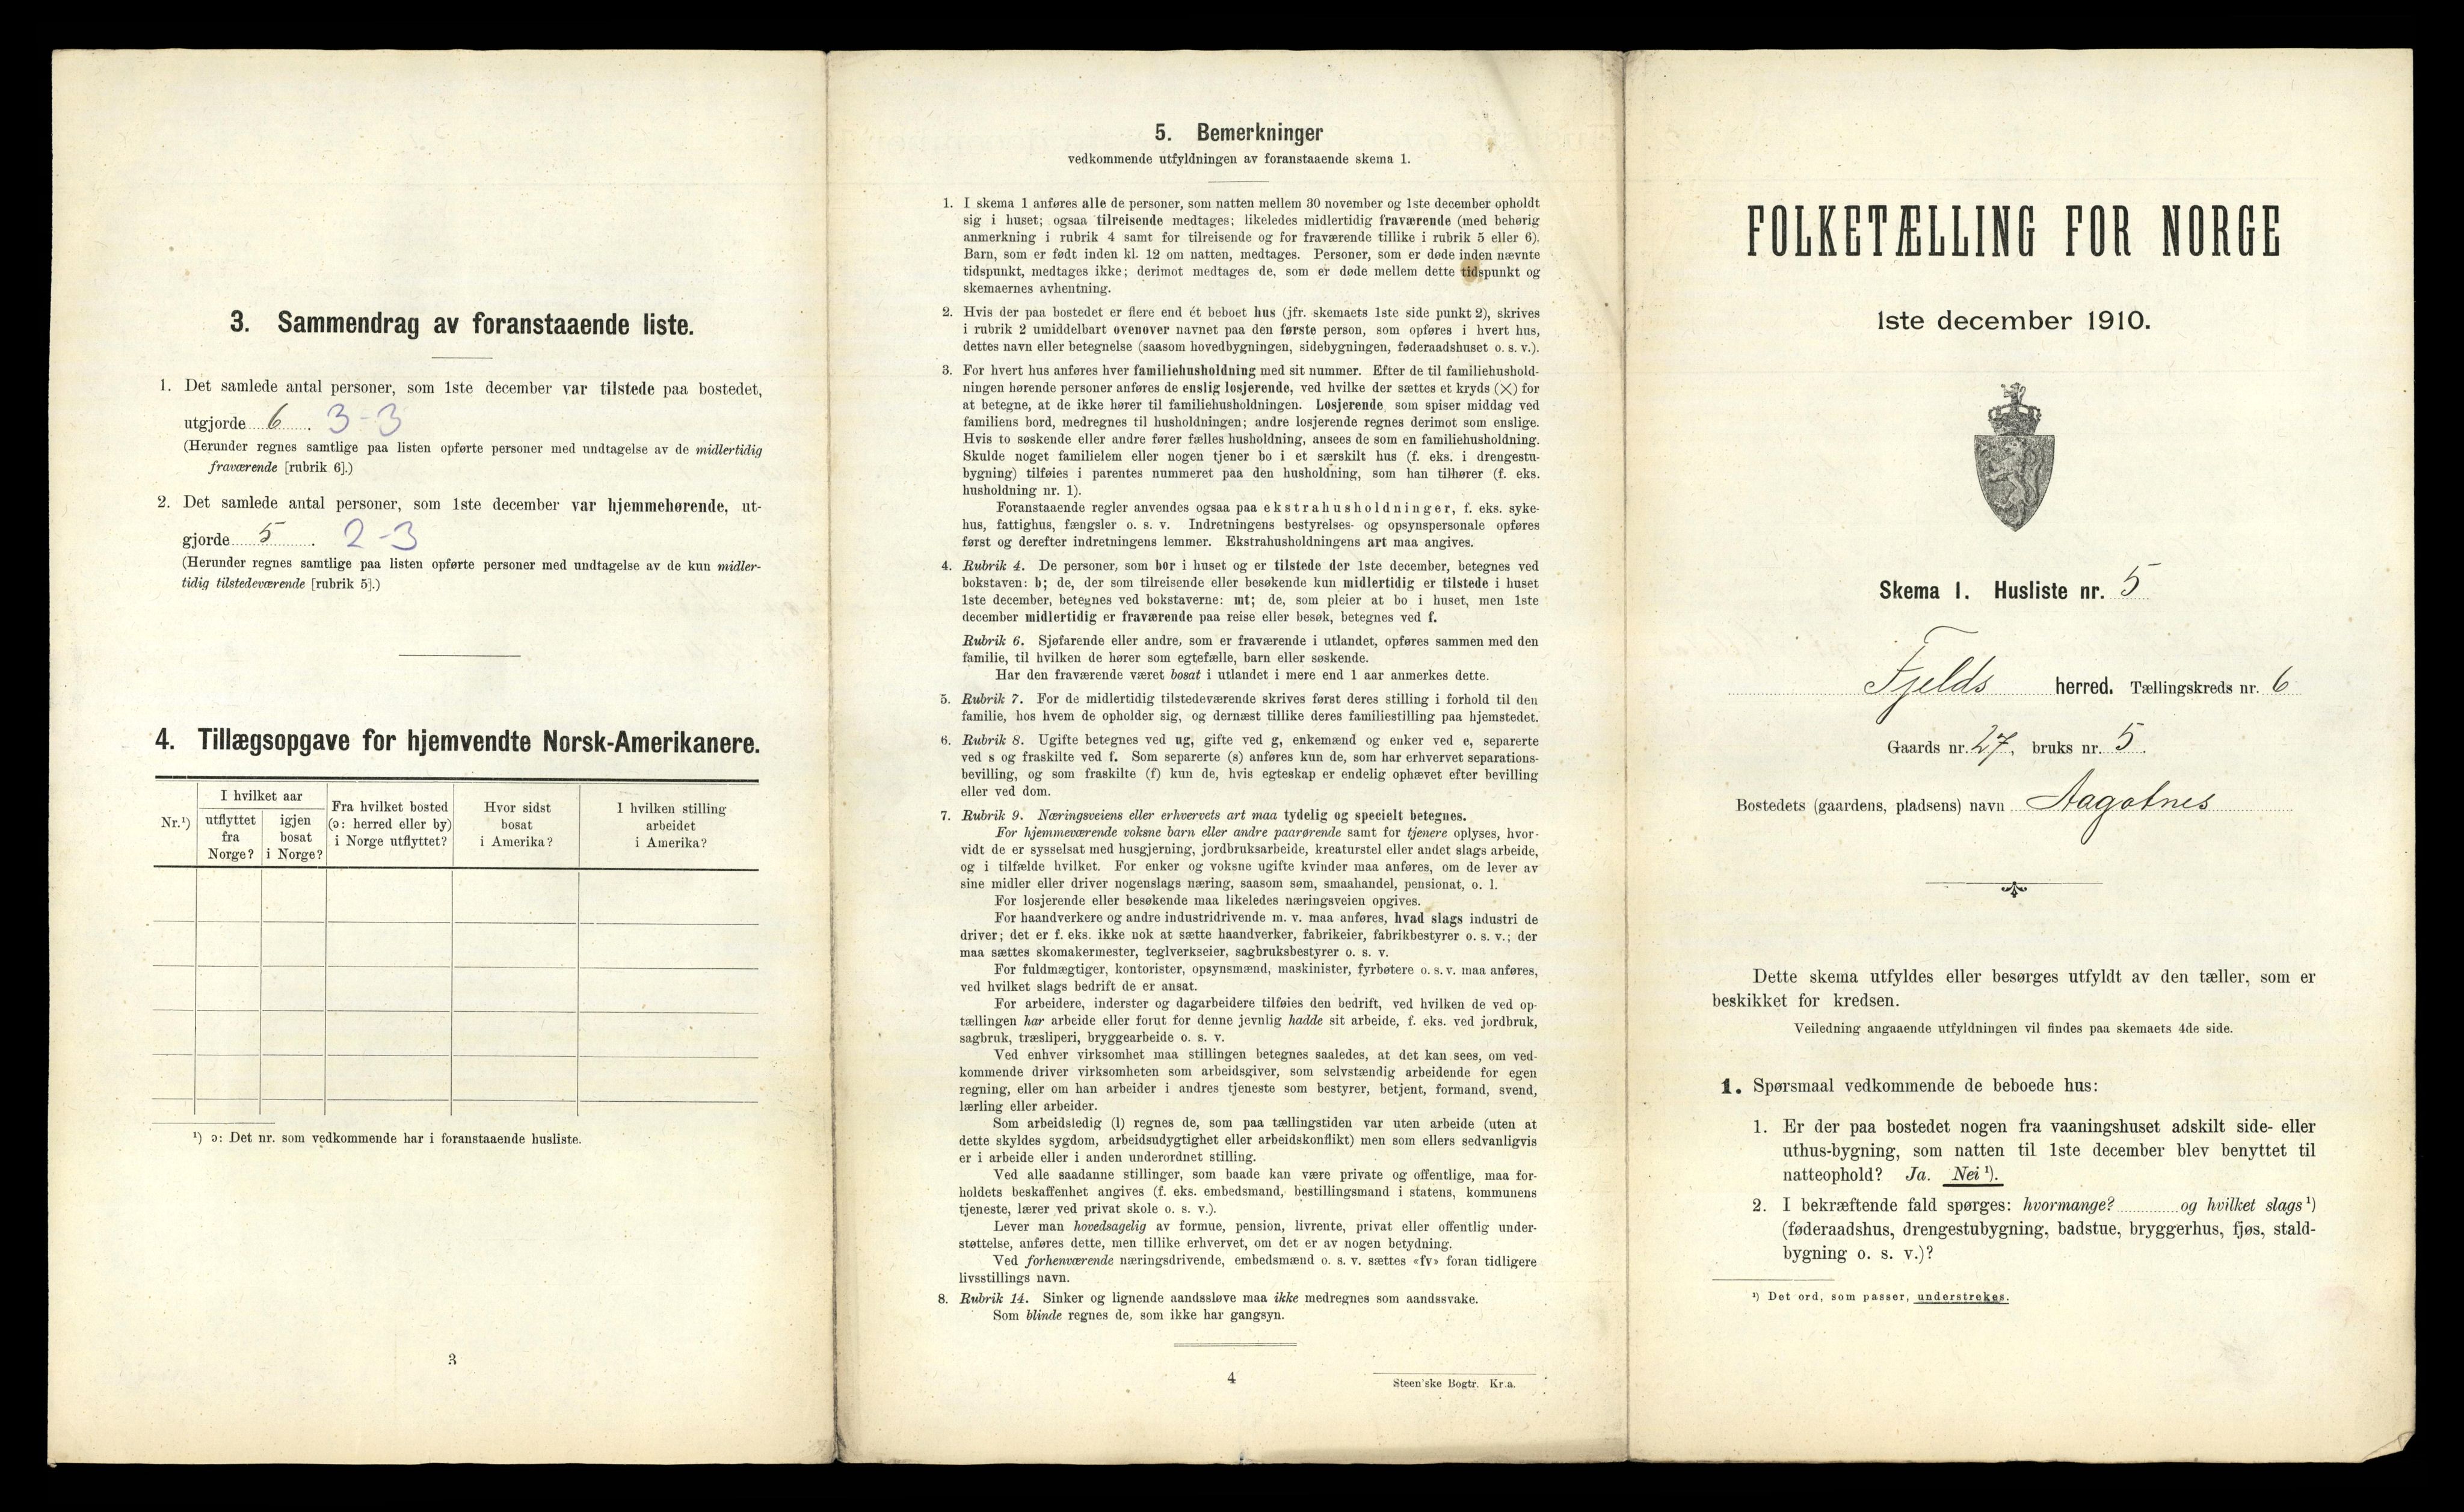 3. Sammendrag av foranstaaende liste.
1. Det samlede antal personer, som 1ste december var tilstede paa bostedet,
utgjorde 6. 3-3
(Herunder regnes samtlige paa listen opførte personer med undtagelse av de midlertidig
fraværende [rubrik 6].)
2. Det samlede antal personer, som 1ste december var hjemmehørende, ut-
gjorde 5. 2-3
(Herunder regnes samtlige paa listen opførte personer med undtagelse av de kun midler-
tidig tilstedeværende [rubrik 5].)
4. Tillægsopgave for hjemvendte Norsk-Amerikanere.
Nr.¹)
I hvilket aar
utflyttet
fra
Norge?
igjen
bosat
i Norge?
Fra hvilket bosted
(ɔ: herred eller by)
i Norge utflyttet?
Hvor sidst
bosat
i Amerika?
I hvilken stilling
arbeidet
i Amerika?
¹) ɔ: Det nr. som vedkommende har i foranstaaende husliste.
3
5. Bemerkninger
vedkommende utfyldningen av foranstaaende skema 1.
1. I skema 1 anføres alle de personer, som natten mellem 30 november og 1ste december opholdt
sig i huset; ogsaa tilreisende medtages; likeledes midlertidig fraværende (med behørig
anmerkning i rubrik 4 samt for tilreisende og for fraværende tillike i rubrik 5 eller 6).
Barn, som er født inden kl. 12 om natten, medtages. Personer, som er døde inden nævnte
tidspunkt, medtages ikke; derimot medtages de, som er døde mellem dette tidspunkt og
skemaernes avhentning.
2. Hvis der paa bostedet er flere end ét beboet hus (jfr. skemaets 1ste side punkt 2), skrives
i rubrik 2 umiddelbart ovenover navnet paa den første person, som opføres i hvert hus,
dettes navn eller betegnelse (saasom hovedbygningen, sidebygningen, føderaadshuset o. s. v.).
3. For hvert hus anføres hver familiehusholdning med sit nummer. Efter de til familiehushold-
ningen hørende personer anføres de enslig losjerende, ved hvilke der sættes et kryds (×) for
at betegne, at de ikke hører til familiehusholdningen. Losjerende som spiser middag ved
familiens bord, medregnes til husholdningen; andre losjerende regnes derimot som enslige.
Hvis to søskende eller andre fører fælles husholdning, ansees de som en familiehusholdning.
Skulde noget familielem eller nogen tjener bo i et særskilt hus (f. eks. i drengestu-
bygning) tilføies i parentes nummeret paa den husholdning, som han tilhører (f. eks.
husholdning nr. 1).
Foranstaaende regler anvendes ogsaa paa ekstrahusholdninger, f. eks. syke-
hus, fattighus, fængsler o. s. v. Indretningens bestyrelses- og opsynspersonale opføres
først og derefter indretningens lemmer. Ekstrahusholdningens art maa angives.
4. Rubrik 4. De personer, som bor i huset og er tilstede der 1ste december, betegnes ved
bokstaven: b; de, der som tilreisende eller besøkende kun midlertidig er tilstede i huset
1ste december, betegnes ved bokstaverne: mt; de, som pleier at bo i huset, men 1ste
december midlertidig er fraværende paa reise eller besøk, betegnes ved f.
Rubrik 6. Sjøfarende eller andre, som er fraværende i utlandet, opføres sammen med den
familie, til hvilken de hører som egtefælle, barn eller søskende.
Har den fraværende været bosat i utlandet i mere end 1 aar anmerkes dette.
5. Rubrik 7. For de midlertidig tilstedeværende skrives først deres stilling i forhold til den
familie, hos hvem de opholder sig, og dernæst tillike deres familiestilling paa hjemstedet.
6. Rubrik 8. Ugifte betegnes ved ug, gifte ved g, enkemænd og enker ved e, separerte
ved s og fraskilte ved f. Som separerte (s) anføres kun de, som har erhvervet separations-
bevilling, og som fraskilte (f) kun de, hvis egteskap er endelig ophævet efter bevilling
eller ved dom.
7. Rubrik 9. Næringsveiens eller erhvervets art maa tydelig og specielt betegnes.
For hjemmeværende voksne barn eller andre paarørende samt for tjenere oplyses, hvor-
vidt de er sysselsat med husgjerning, jordbruksarbeide, kreaturstel eller andet slags arbeide,
og i tilfælde hvilket. For enker og voksne ugifte kvinder maa anføres, om de lever av
sine midler eller driver nogenslags næring, saasom søm, smaahandel, pensionat, o. l.
For losjerende eller besøkende maa likeledes næringsveien opgives.
For haandverkere og andre industridrivende m. v. maa anføres, hvad slags industri de
driver; det er f. eks. ikke nok at sætte haandverker, fabrikeier, fabrikbestyrer o. s. v.; der
maa sættes skomakermester, teglverkseier, sagbruksbestyrer o. s. v.
For fuldmægtiger, kontorister, opsynsmænd, maskinister, fyrbøtere o. s. v. maa anføres,
ved hvilket slags bedrift de er ansat.
For arbeidere, inderster og dagarbeidere tilføies den bedrift, ved hvilken de ved op-
tællingen har arbeide eller forut for denne jevnlig hadde sit arbeide, f. eks. ved jordbruk,
sagbruk, træsliperi, bryggearbeide o. s. v.
Ved enhver virksomhet maa stillingen betegnes saaledes, at det kan sees, om ved-
kommende driver virksomheten som arbeidsgiver, som selvstændig arbeidende for egen
regning, eller om han arbeider i andres tjeneste som bestyrer, betjent, formand, svend,
lærling eller arbeider.
Som arbeidsledig (l) regnes de, som paa tællingstiden var uten arbeide (uten at
dette skyldes sygdom, arbeidsudygtighet eller arbeidskonflikt) men som ellers sedvanligvis
er i arbeide eller i anden underordnet stilling.
Ved alle saadanne stillinger, som baade kan være private og offentlige, maa for-
holdets beskaffenhet angives (f. eks. embedsmand, bestillingsmand i statens, kommunens
tjeneste, lærer ved privat skole o. s. v.).
Lever man hovedsagelig av formue, pension, livrente, privat eller offentlig under-
støttelse, anføres dette, men tillike erhvervet, om det er av nogen betydning.
Ved forhenværende næringsdrivende, embedsmænd o. s. v. sættes «fv» foran tidligere
livsstillings navn.
8. Rubrik 14. Sinker og lignende aandssløve maa ikke medregnes som aandssvake.
Som blinde regnes de, som ikke har gangsyn.
4
Steen'ske Bogtr. Kr.a.
FOLKETÆLLING FOR NORGE
1ste december 1910.
Skema 1. Husliste nr. 5
Fjelds herred. Tællingskreds nr. 6
Gaards nr. 27, bruks nr. 5.
Bostedets (gaardens, pladsens) navn Aagotnes
Dette skema utfyldes eller besørges utfyldt av den tæller, som er
beskikket for kredsen.
Veiledning angaaende utfyldningen vil findes paa skemaets 4de side.
1. Spørsmaal vedkommende de beboede hus:
1. Er der paa bostedet nogen fra vaaningshuset adskilt side- eller
uthus-bygning, som natten til 1ste december blev benyttet til
natteophold? Ja. Nei ¹).
2. I bekræftende fald spørges: hvormange? og hvilket slags ¹)
(føderaadshus, drengestubygning, badstue, bryggerhus, fjøs, stald-
bygning o. s. v.)?
¹) Det ord, som passer, understrekes.